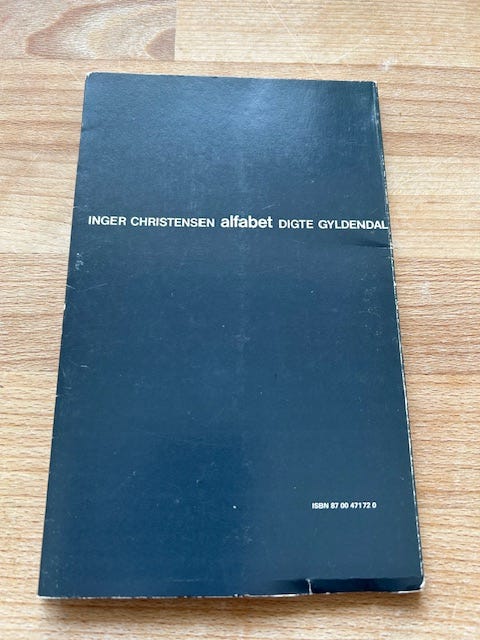 INGER CHRISTENSEN alfabet DIGTE GYLDENDAL
ISBN 87 00 47172 0